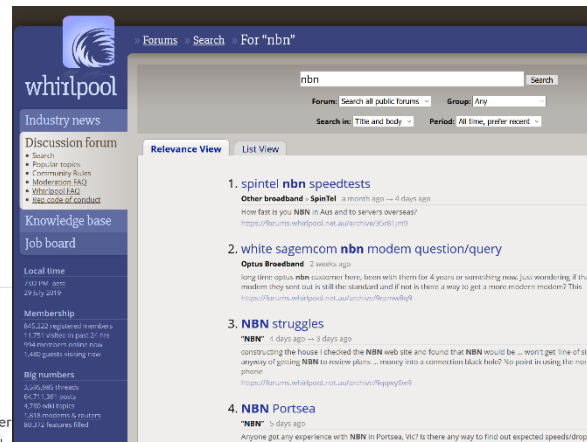 » Forums » Search » For "nbn"
whirlpool
nbn Search
Forum: Search all public forums Group: Any
Search in: Title and body Period: All time, prefer recent
Industry news
Discussion forum
Search
Popular topics
Community Rules
Moderation FAQ
Whirlpool FAQ
Rep code of conduct
Knowledge base
Job board
Local time
7:02 PM aest
29 July 2019
Membership
845,222 registered members
11,751 visited in past 24 hrs
994 members online now
1,480 guests visiting now
Big numbers
3,595,985 threads
64,711,381 posts
4,780 wiki topics
1,818 modems & routers
80,372 features filled
Relevance View List View
1. spintel nbn speedtests
Other broadband » SpinTel a month ago → 4 days ago
How fast is you NBN in Aus and to servers overseas?
https://forums.whirlpool.net.au/archive/35r81jm9
2. white sagemcom nbn modem question/query
Optus Broadband 2 weeks ago
long time optus nbn customer here, been with them for 4 years or something now. Just wondering if
modem they sent out is still the standard and if not is there a way to get a more modern modem? This
https://forums.whirlpool.net.au/archive/9rpmw8q9
3. NBN struggles
"NBN" 4 days ago → 3 days ago
constructing the house I checked the NBN web site and found that NBN would be ... won't get line of
anyway of getting NBN to review plans ... money into a connection black hole? No point in using the
phone
https://forums.whirlpool.net.au/archive/9qqwy6w9
4. NBN Portsea
"NBN" 5 days ago
Anyone got any experience with NBN in Portsea, Vic? Is there any way to find out expected speeds/drop